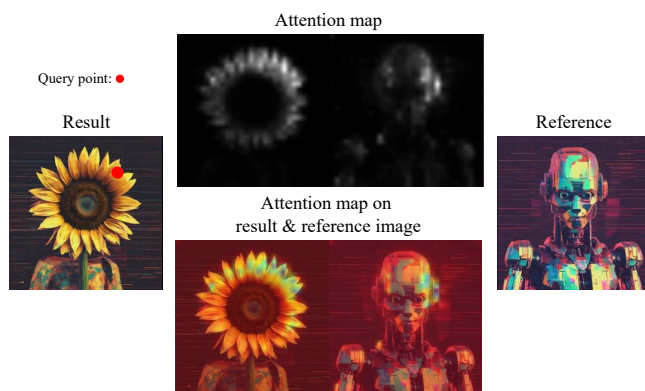 Attention map
Query point:
Result
Reference
Attention map on
result & reference image